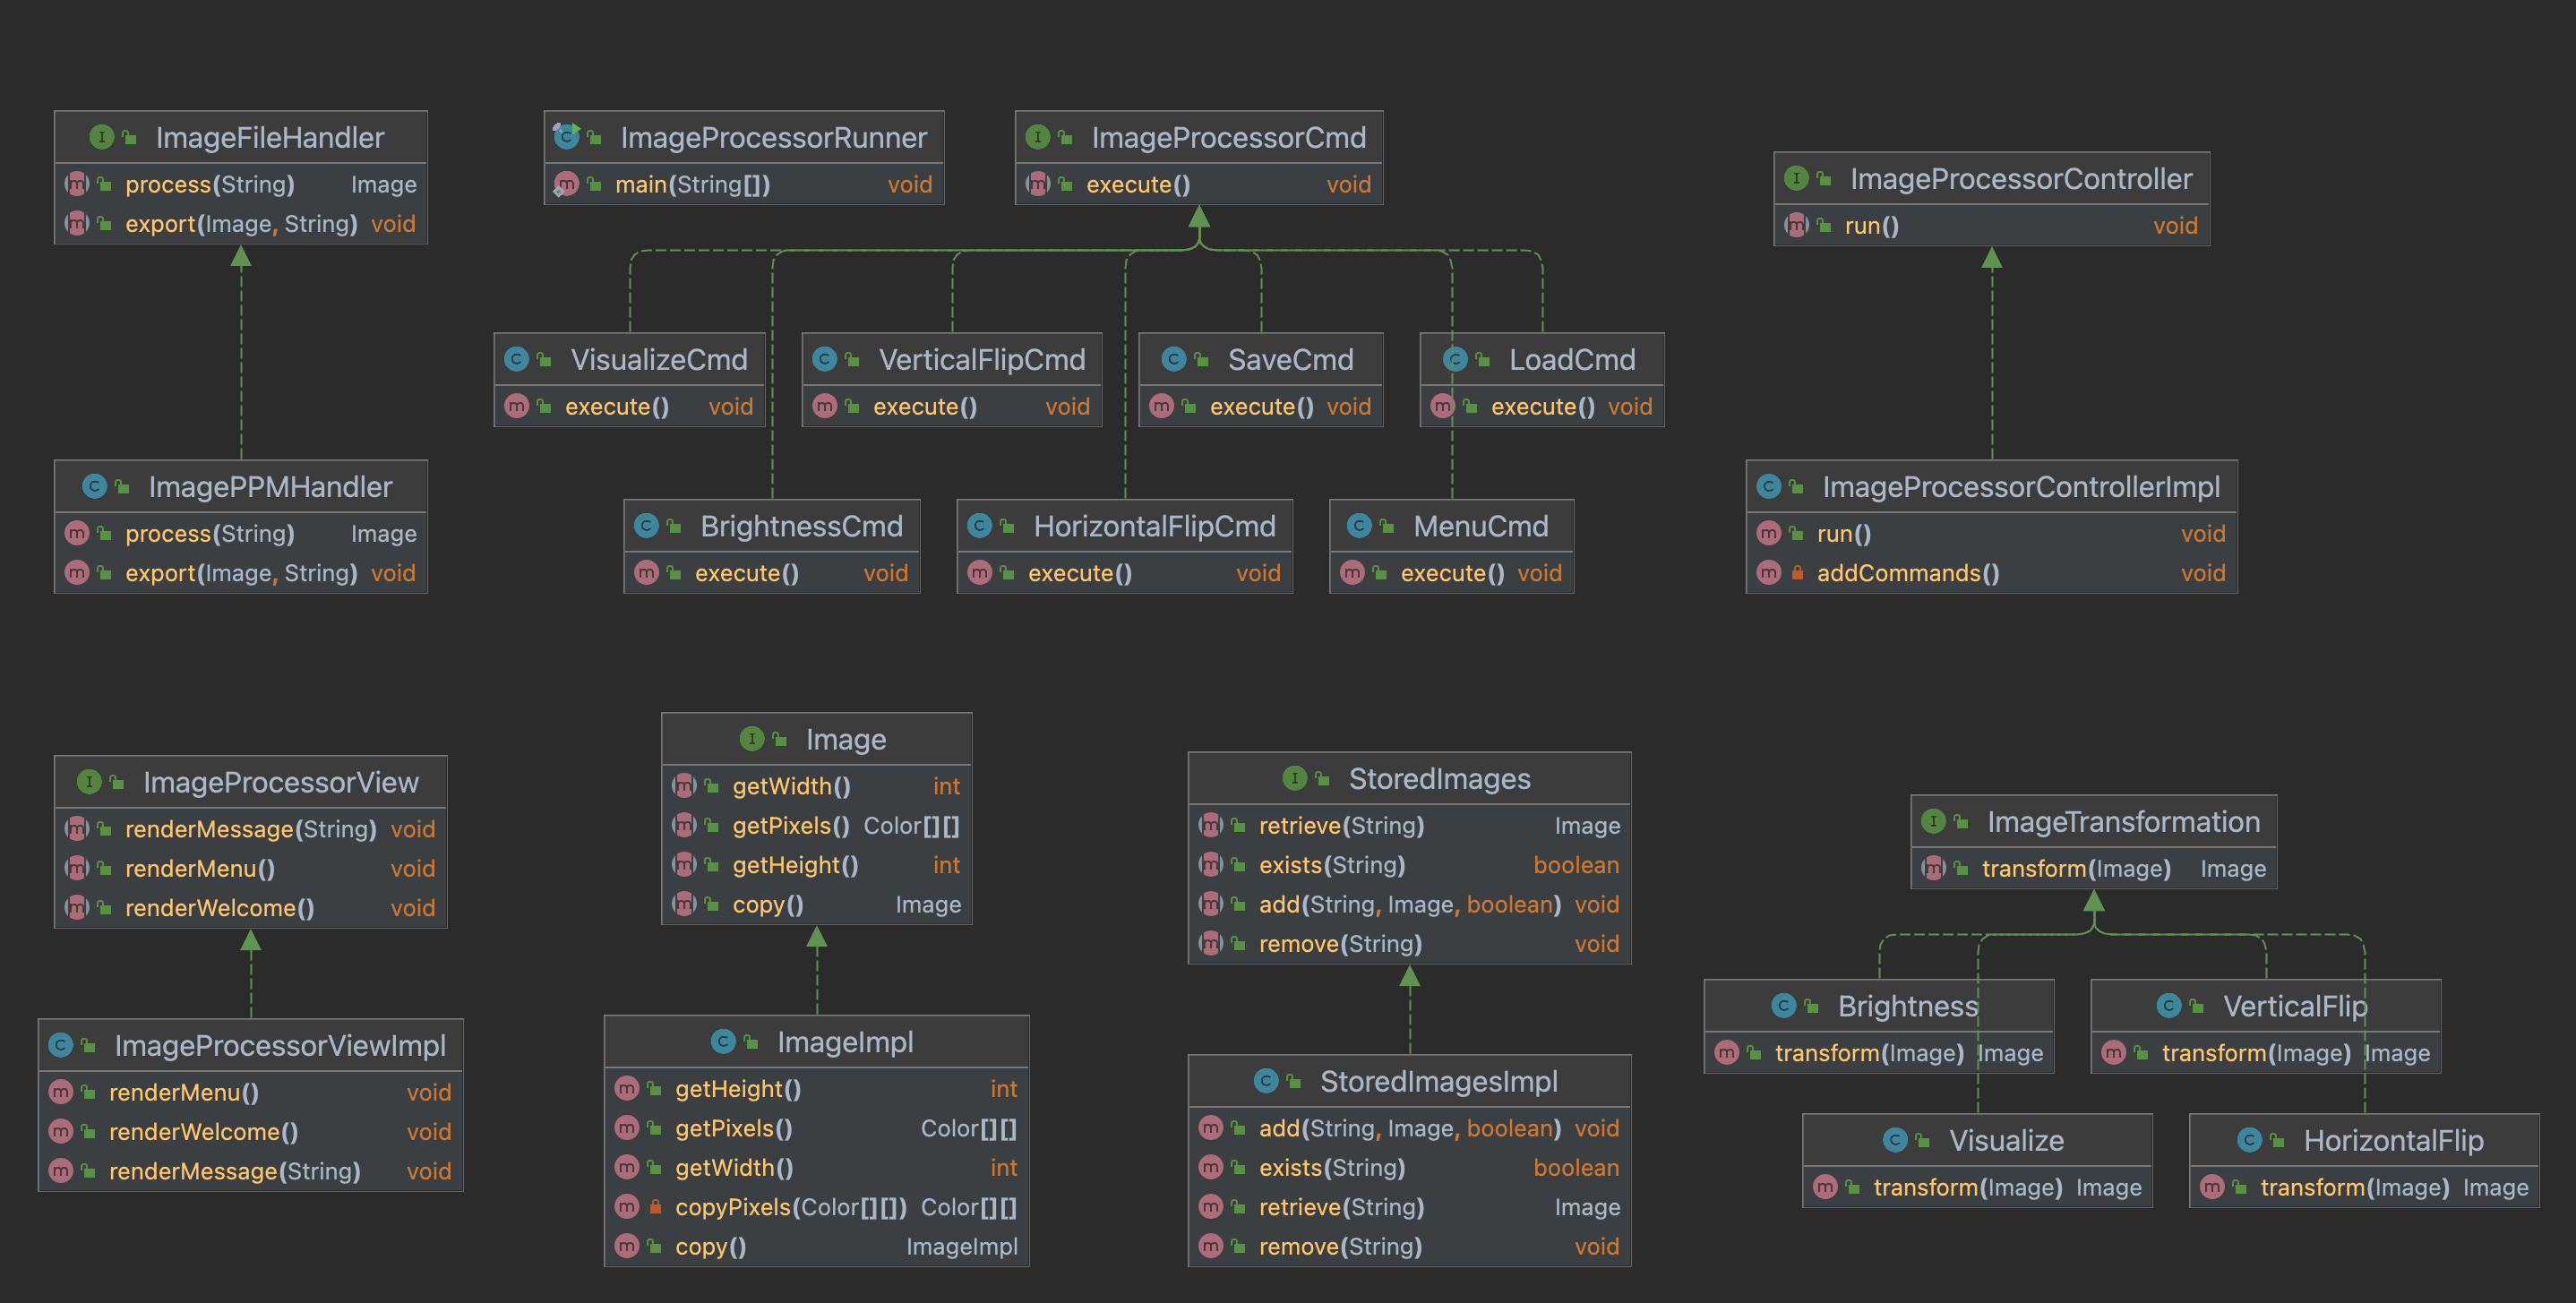 ImageFileHandler
process(String) Image
export(Image, String) void
ImageProcessorRunner
main(String[]) void
ImageProcessorCmd
execute() void
ImageProcessorController
run() void
VisualizeCmd
execute() void
VerticalFlipCmd
execute() void
SaveCmd
execute() void
LoadCmd
execute() void
ImagePPMHandler
process(String) Image
export(Image, String) void
BrightnessCmd
execute() void
HorizontalFlipCmd
execute() void
MenuCmd
execute() void
ImageProcessorControllerImpl
run() void
addCommands() void
ImageProcessorView
renderMessage(String) void
renderMenu() void
renderWelcome() void
Image
getWidth() int
getPixels() Color[][]
getHeight() int
copy() Image
StoredImages
retrieve(String) Image
exists(String) boolean
add(String, Image, boolean) void
remove(String) void
ImageTransformation
transform(Image) Image
ImageProcessorViewImpl
renderMenu() void
renderWelcome() void
renderMessage(String) void
ImageImpl
getHeight() int
getPixels() Color[][]
getWidth() int
copyPixels(Color[][]) Color[][]
copy() ImageImpl
StoredImagesImpl
add(String, Image, boolean) void
exists(String) boolean
retrieve(String) Image
remove(String) void
Brightness
transform(Image) Image
VerticalFlip
transform(Image) Image
Visualize
transform(Image) Image
HorizontalFlip
transform(Image) Image